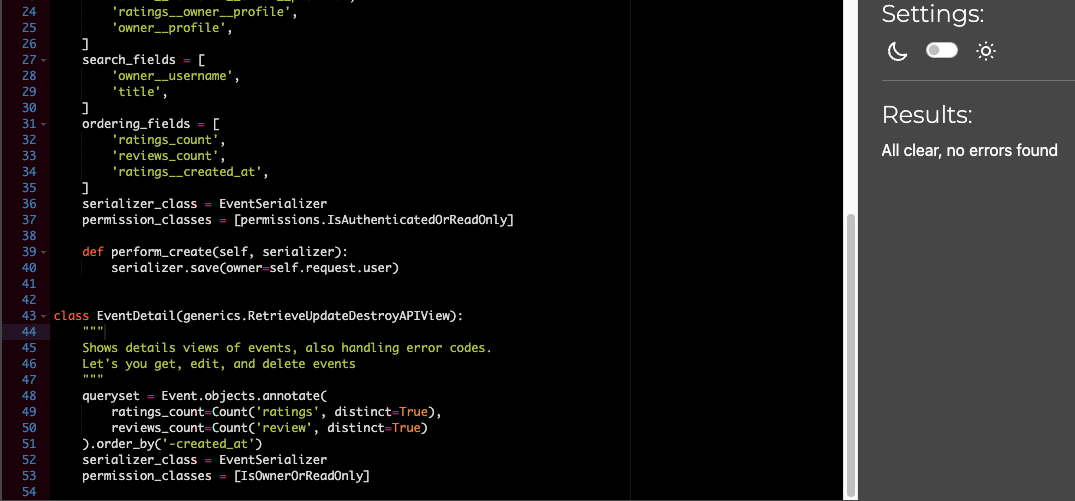 24 'ratings__owner__profile',
25 'owner__profile',
26 ]
27 search_fields = [
28 'owner__username',
29 'title',
30 ]
31 ordering_fields = [
32 'ratings_count',
33 'reviews_count',
34 'ratings__created_at',
35 ]
36 serializer_class = EventSerializer
37 permission_classes = [permissions.IsAuthenticatedOrReadOnly]
38
39 def perform_create(self, serializer):
40 serializer.save(owner=self.request.user)
41
42
43 class EventDetail(generics.RetrieveUpdateDestroyAPIView):
44 """
45 Shows details views of events, also handling error codes.
46 Let's you get, edit, and delete events
47 """
48 queryset = Event.objects.annotate(
49 ratings_count=Count('ratings', distinct=True),
50 reviews_count=Count('review', distinct=True)
51 ).order_by('-created_at')
52 serializer_class = EventSerializer
53 permission_classes = [IsOwnerOrReadOnly]
54
Settings:
Results:
All clear, no errors found